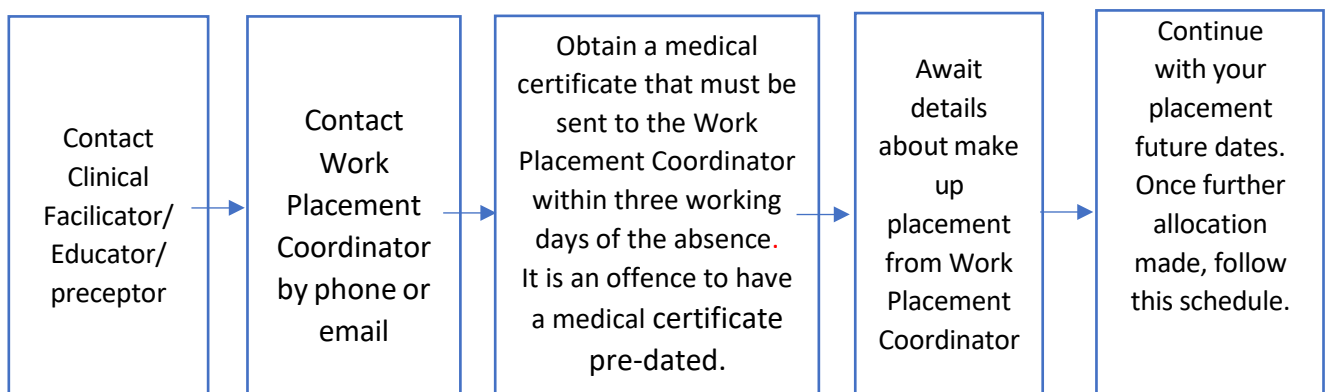 Contact
Clinical
Facilicator/
Educator/
preceptor
Contact
Work
Placement
Coordinator
by phone or
email
Obtain a medical
certificate that must be
sent to the Work
Placement Coordinator
within three working
days of the absence.
It is an offence to have
a medical certificate
pre-dated.
Await
details
about make
up
placement
from Work
Placement
Coordinator
Continue
with your
placement
future dates.
Once further
allocation
made, follow
this schedule.